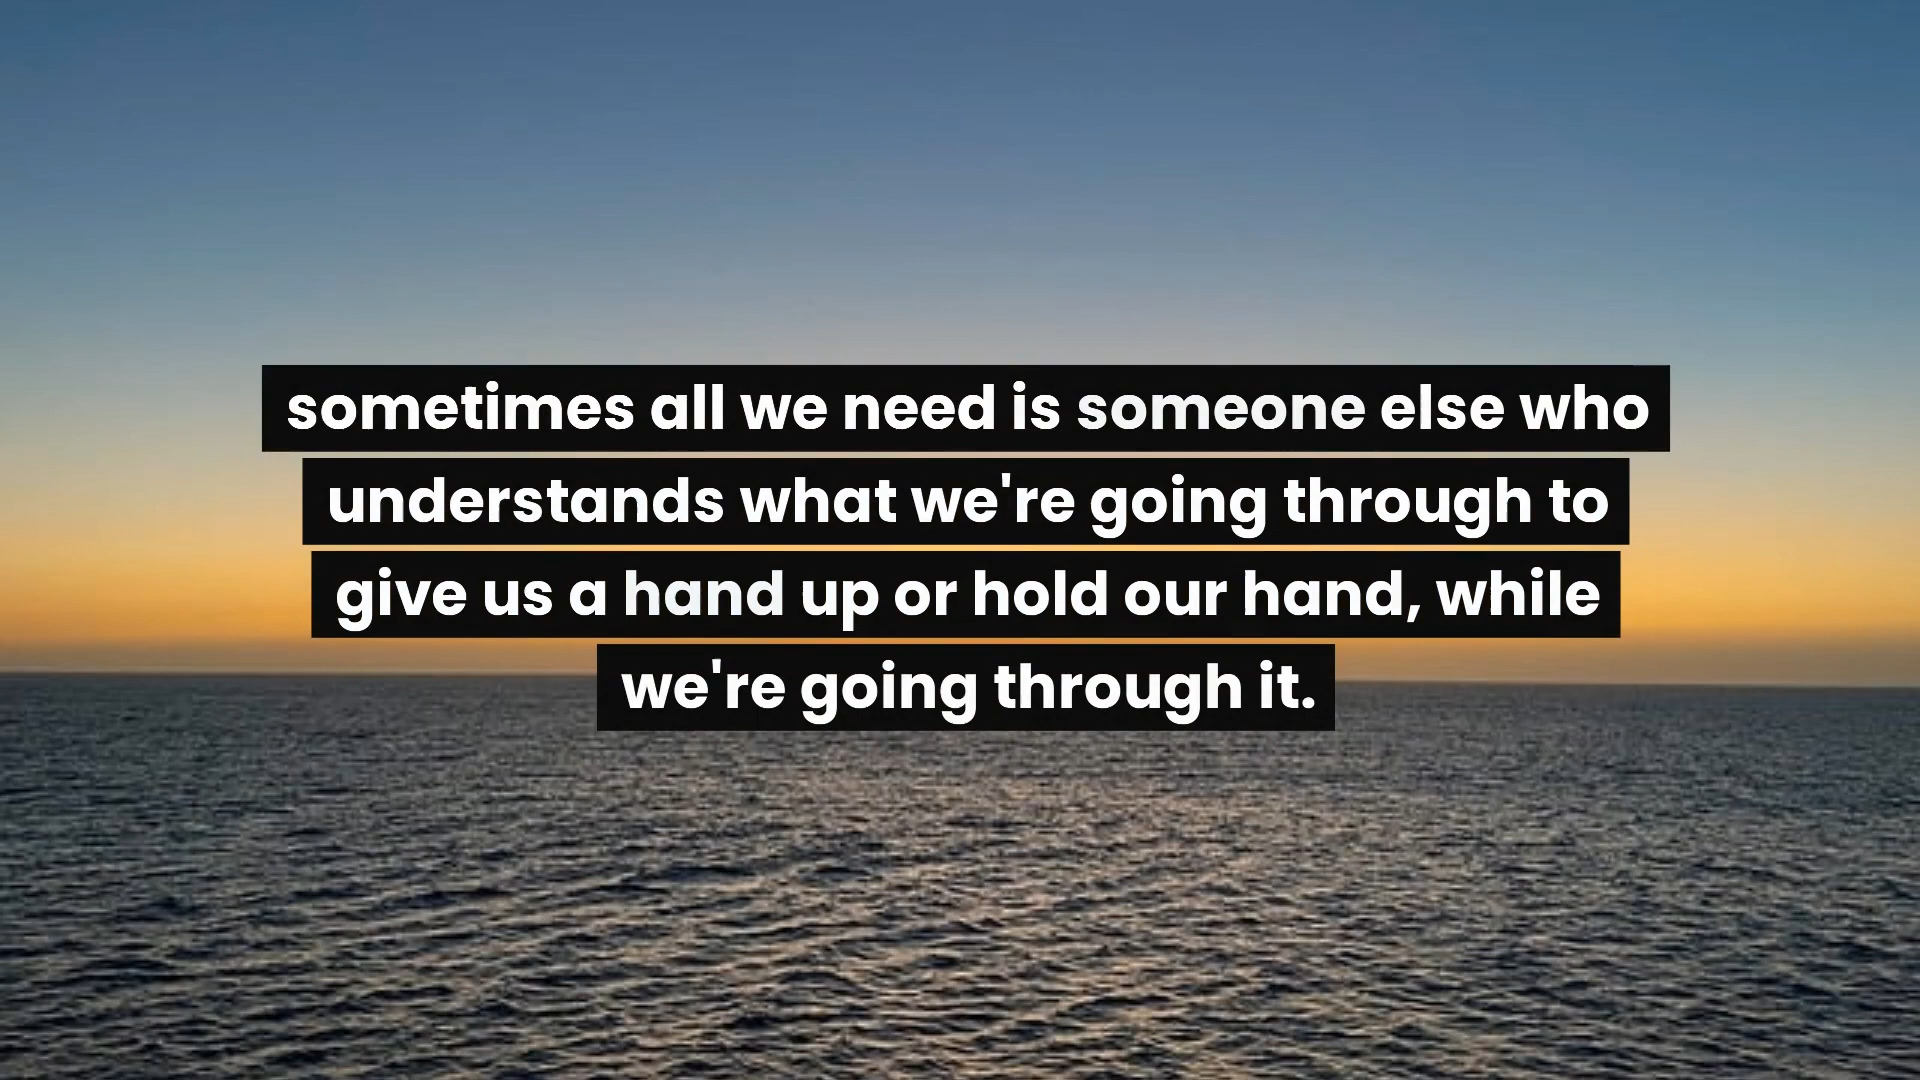 sometimes all we need is someone else who
understands what we're going through to
give us a hand up or hold our hand, while
we're going through it.